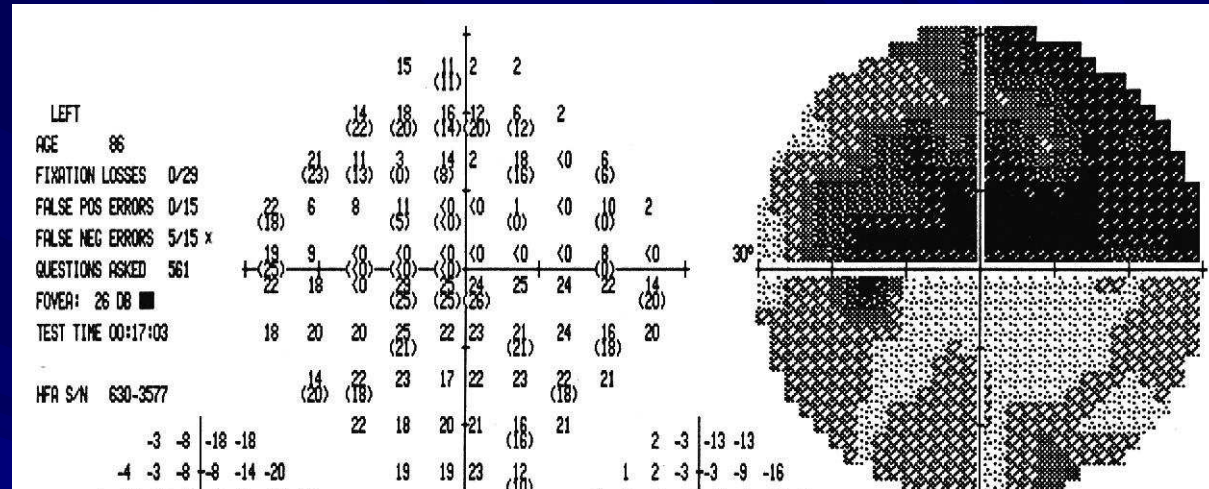 LEFT
AGE 86
FIXATION LOSSES 0/29
FALSE POS ERRORS 0/15
FALSE NEG ERRORS 5/15 x
QUESTIONS ASKED 561
FOVEA: 26 DB
TEST TIME 00:17:03
HFA S/N 630-3577
15 11 2 2
(11)
14 18 16 12 6 2
(22) (20) (14) (20) (12)
21 11 3 14 2 18 <0 6
(23) (13) (0) (8) (16) (6)
22 6 8 11 <0 <0 1 <0 10 2
(18) (5) (<0) (0) (0)
19 9 <0 <0 <0 <0 <0 <0 8 <0
(25) (<0) (<0) (<0) (0)
22 18 <0 29 25 24 25 24 22 14
(25) (25) (26) (20)
18 20 20 25 22 23 21 24 16 20
(21) (21) (18)
14 22 23 17 22 23 22 21
(20) (18) (18)
22 18 20 21 16 21
(16)
19 19 23 12
30°
-3 -8 -18 -18
-4 -3 -8 -8 -14 -20
2 -3 -13 -13
1 2 -3 -3 -9 -16